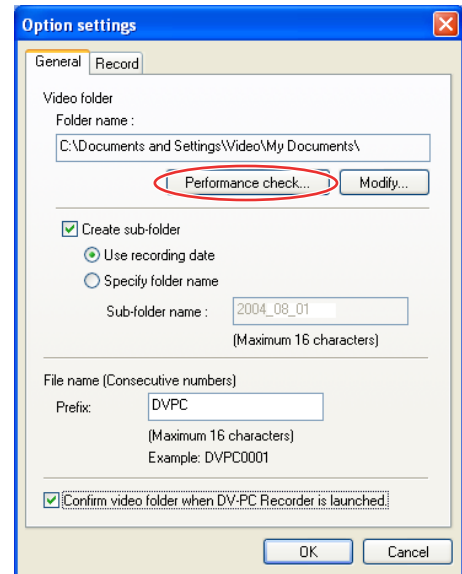 Option settings
General Record
Video folder
Folder name :
C:\Documents and Settings\Video\My Documents\
Performance check... Modify...
Create sub-folder
Use recording date
Specify folder name
Sub-folder name : 2004_08_01
(Maximum 16 characters)
File name (Consecutive numbers)
Prefix: DVPC
(Maximum 16 characters)
Example: DVPC0001
Confirm video folder when DV-PC Recorder is launched.
OK Cancel